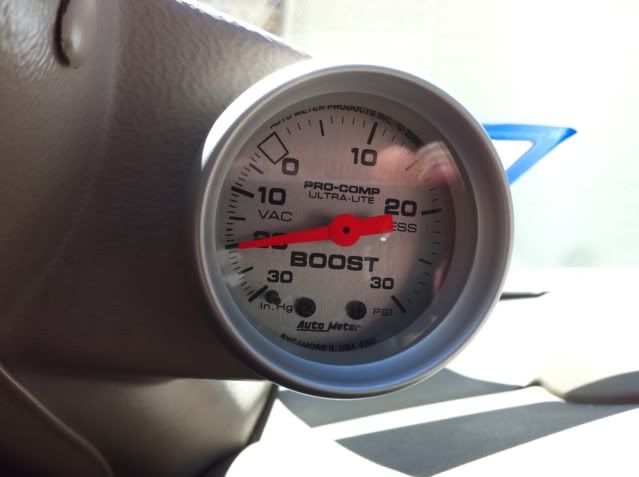 AUTO METER PRODUCTS INC. ©
0
10
PRO-COMP
ULTRA-LITE
10
20
VAC
20
BOOST
30
30
In.Hg
PSI
Auto Meter
SYCAMORE IL USA